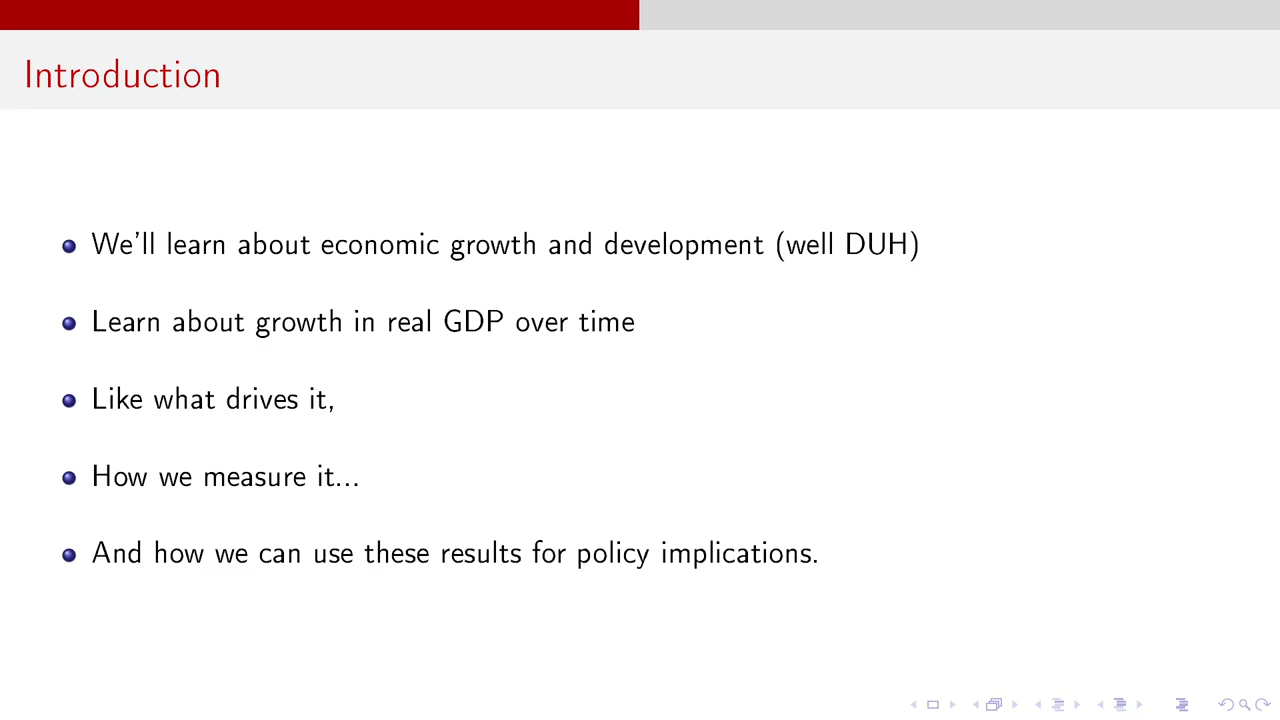 Introduction
We'll learn about economic growth and development (well DUH)
Learn about growth in real GDP over time
Like what drives it,
How we measure it...
And how we can use these results for policy implications.